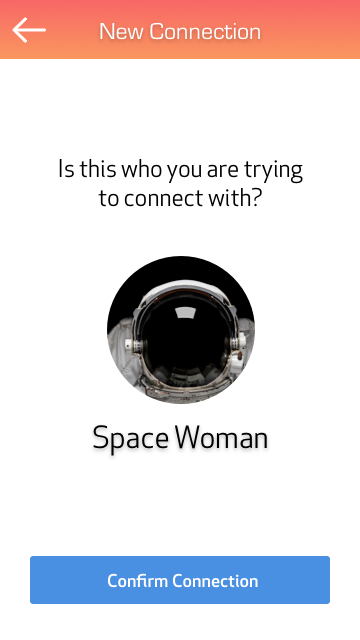 New Connection
Is this who you are trying
to connect with?
Space Woman
Confirm Connection